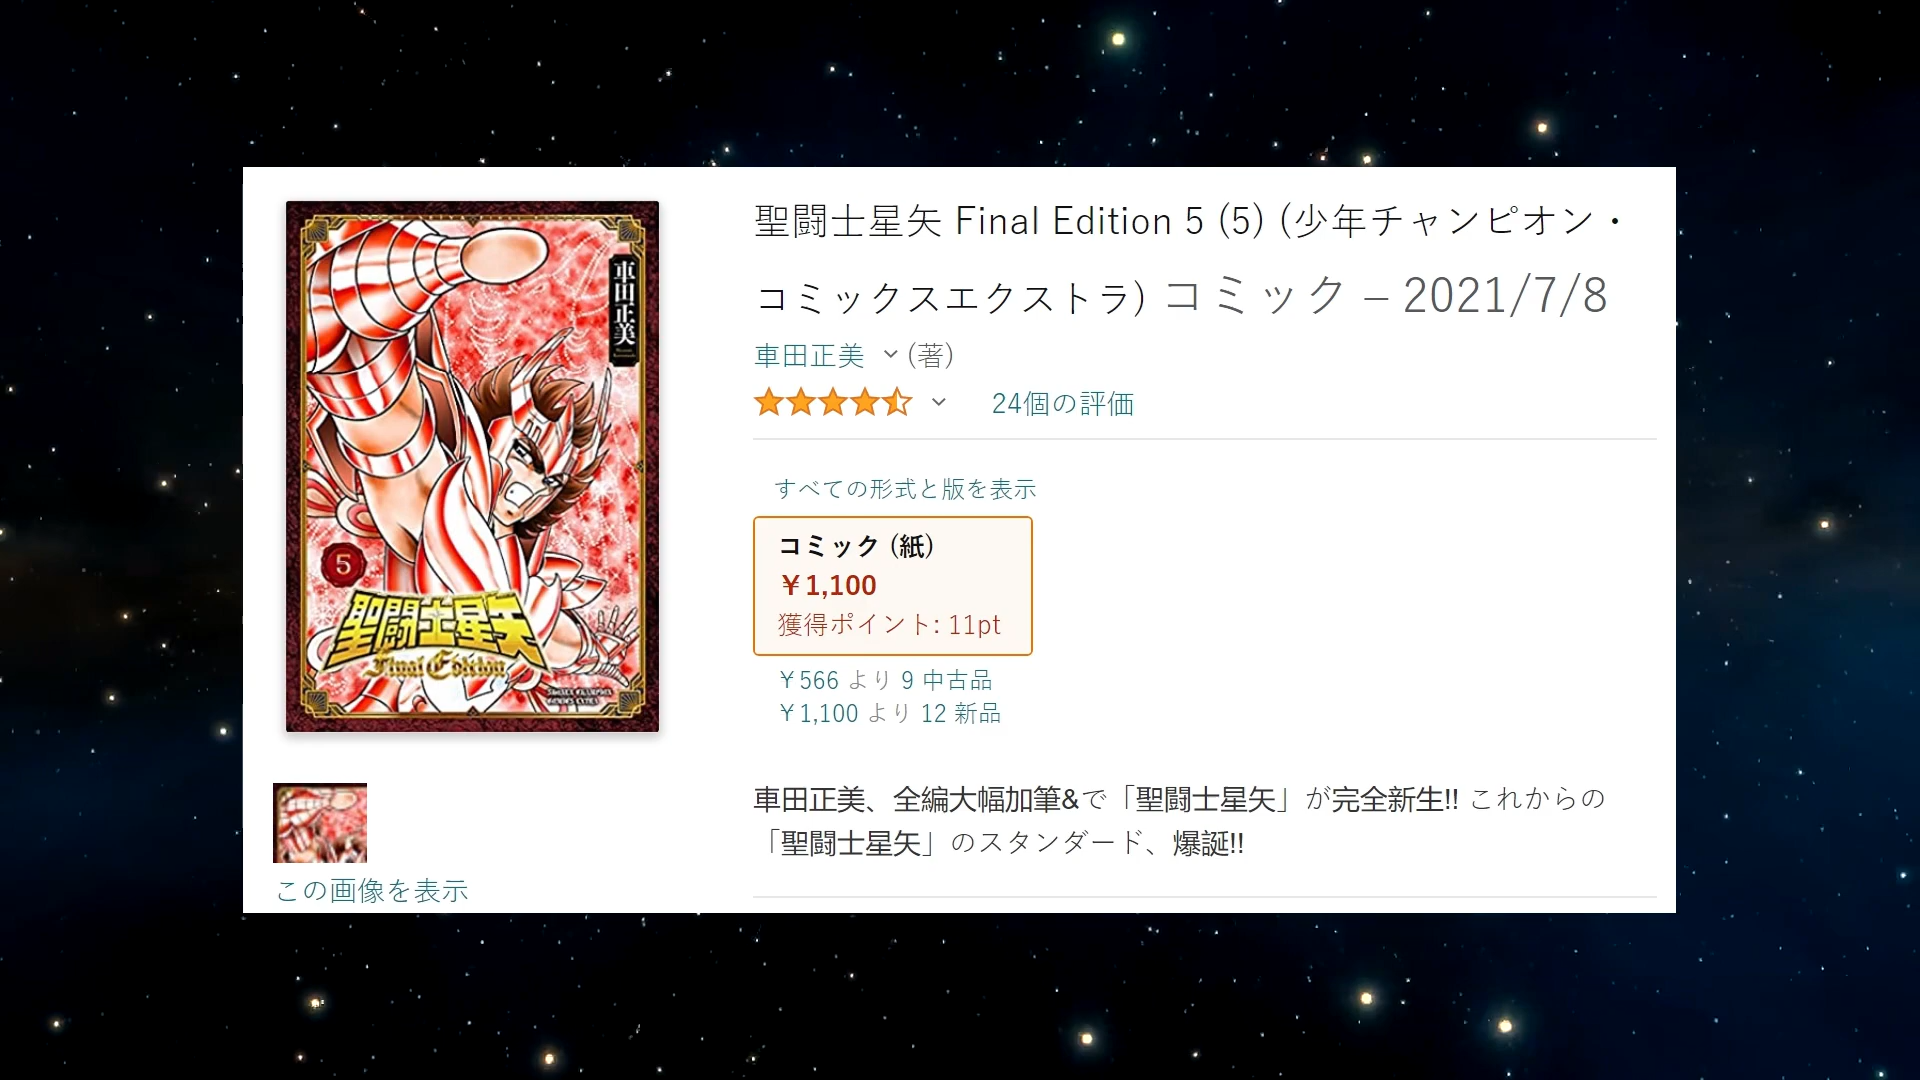 車田正美
5
聖闘士星矢
Final Edition
聖闘士星矢 Final Edition 5 (5) (少年チャンピオン・
コミックスエクストラ) コミック – 2021/7/8
車田正美 (著)
24個の評価
すべての形式と版を表示
コミック (紙)
￥1,100
獲得ポイント: 11pt
￥566 より 9 中古品
￥1,100 より 12 新品
車田正美、全編大幅加筆&で「聖闘士星矢」が完全新生!! これからの
「聖闘士星矢」のスタンダード、爆誕!!
この画像を表示